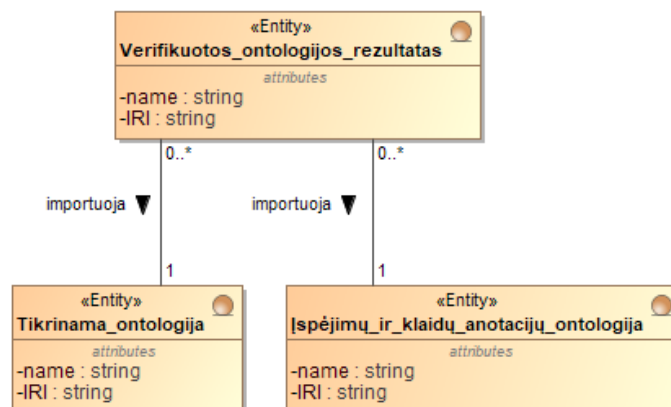 «Entity»
Verifikuotos_ontologijos_rezultatas
attributes
-name : string
-IRI : string
0..* 0..*
importuoja importuoja
1 1
«Entity» «Entity»
Tikrinama_ontologija Įspėjimų_ir_klaidų_anotacijų_ontologija
attributes attributes
-name : string -name : string
-IRI : string -IRI : string